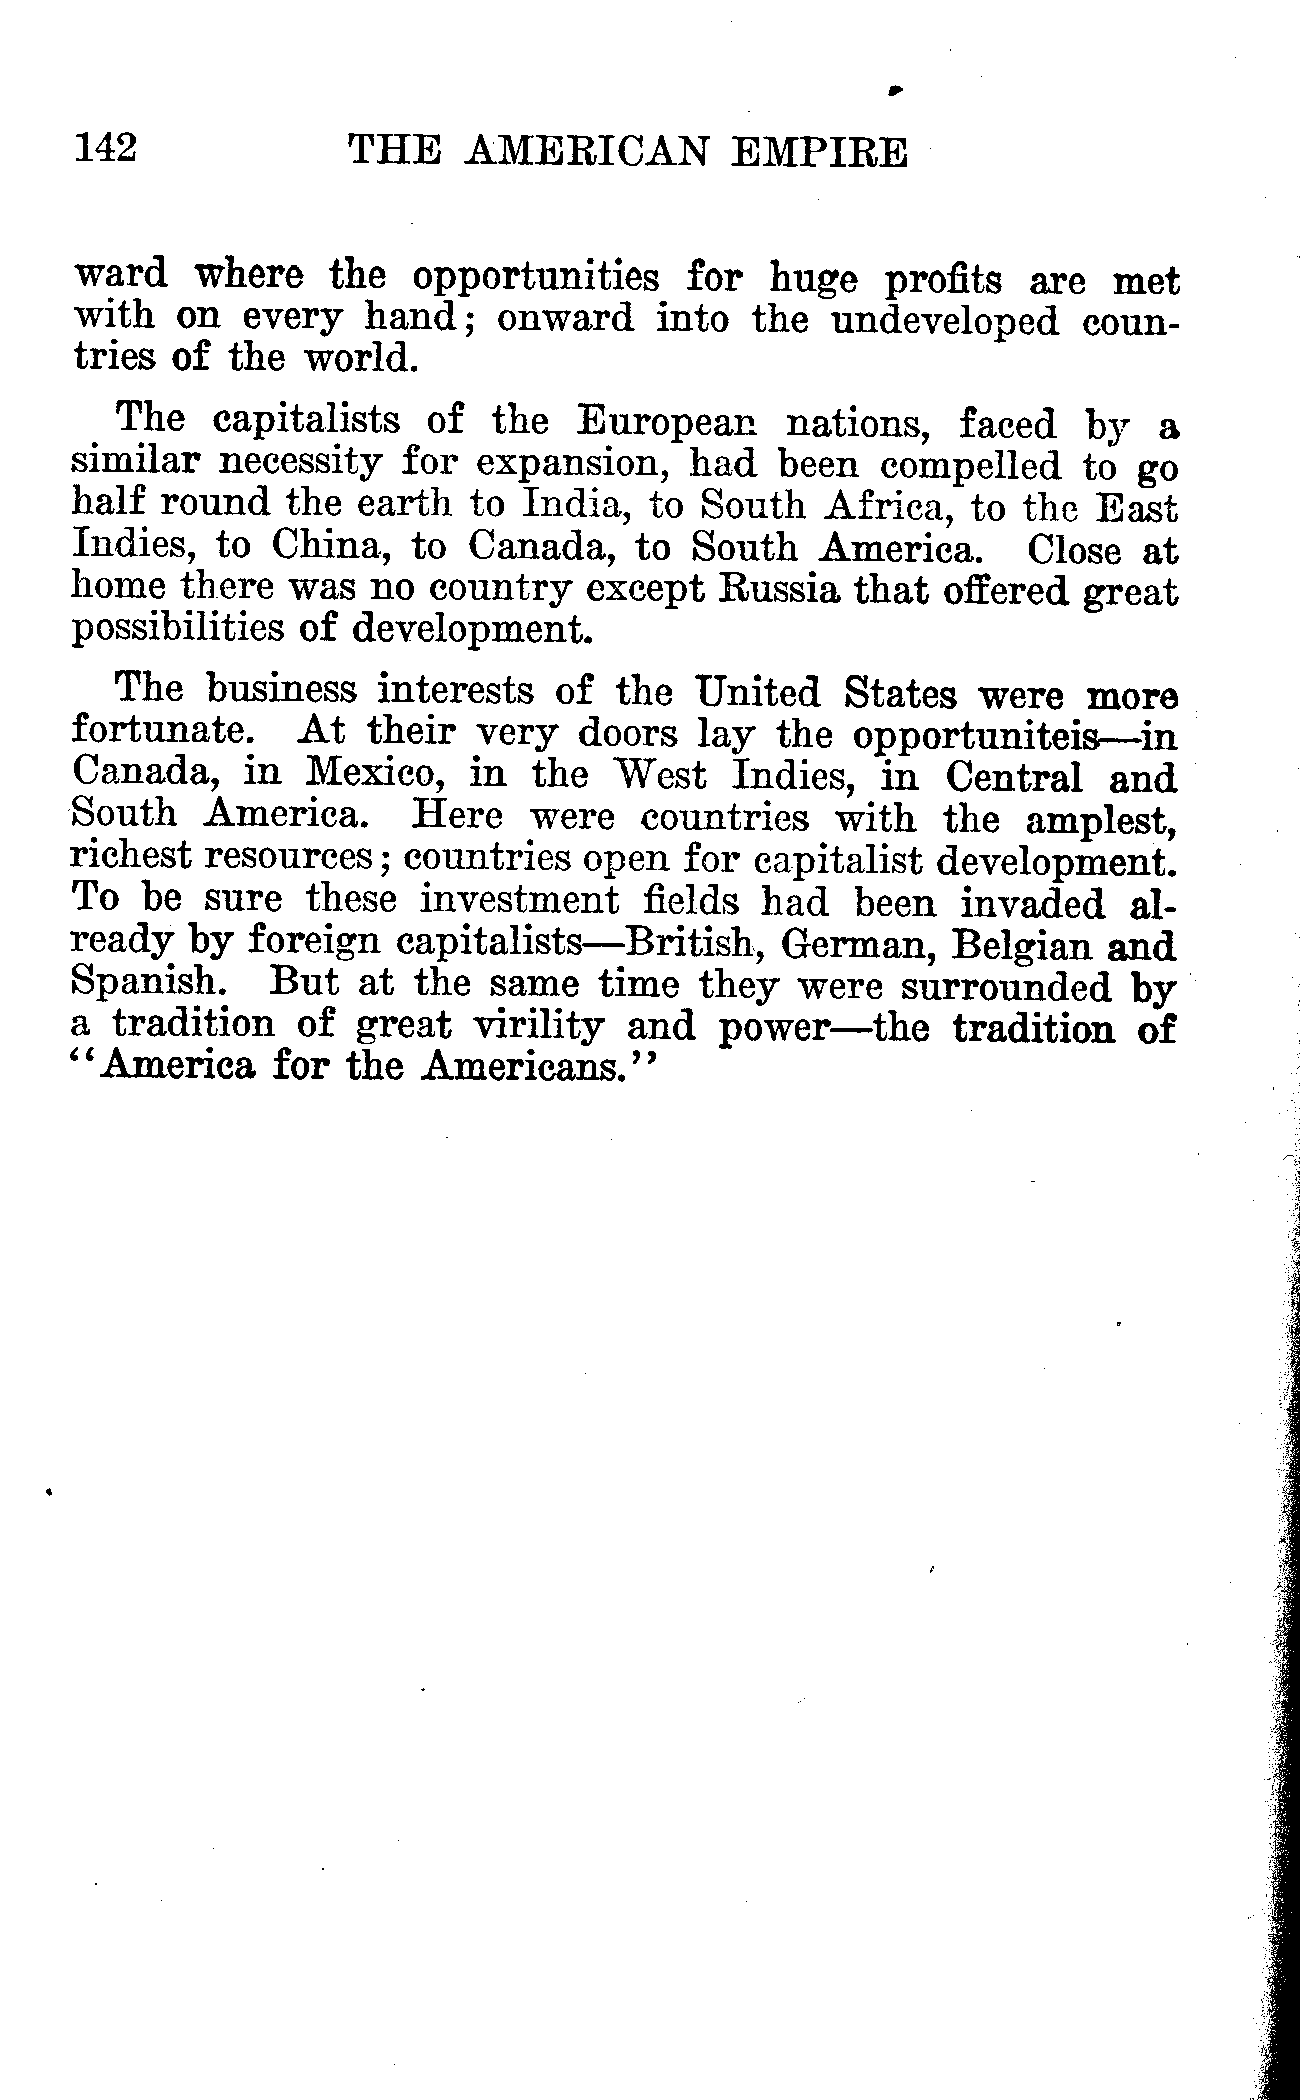 142 THE AMERICAN EMPIRE
ward where the opportunities for huge profits are met
with on every hand; onward into the undeveloped coun-
tries of the world.
The capitalists of the European nations, faced by a
similar necessity for expansion, had been compelled to go
half round the earth to India, to South Africa, to the East
Indies, to China, to Canada, to South America. Close at
home there was no country except Russia that offered great
possibilities of development.
The business interests of the United States were more
fortunate. At their very doors lay the opportuniteis—in
Canada, in Mexico, in the West Indies, in Central and
South America. Here were countries with the amplest,
richest resources; countries open for capitalist development.
To be sure these investment fields had been invaded al-
ready by foreign capitalists—British, German, Belgian and
Spanish. But at the same time they were surrounded by
a tradition of great virility and power—the tradition of
"America for the Americans."